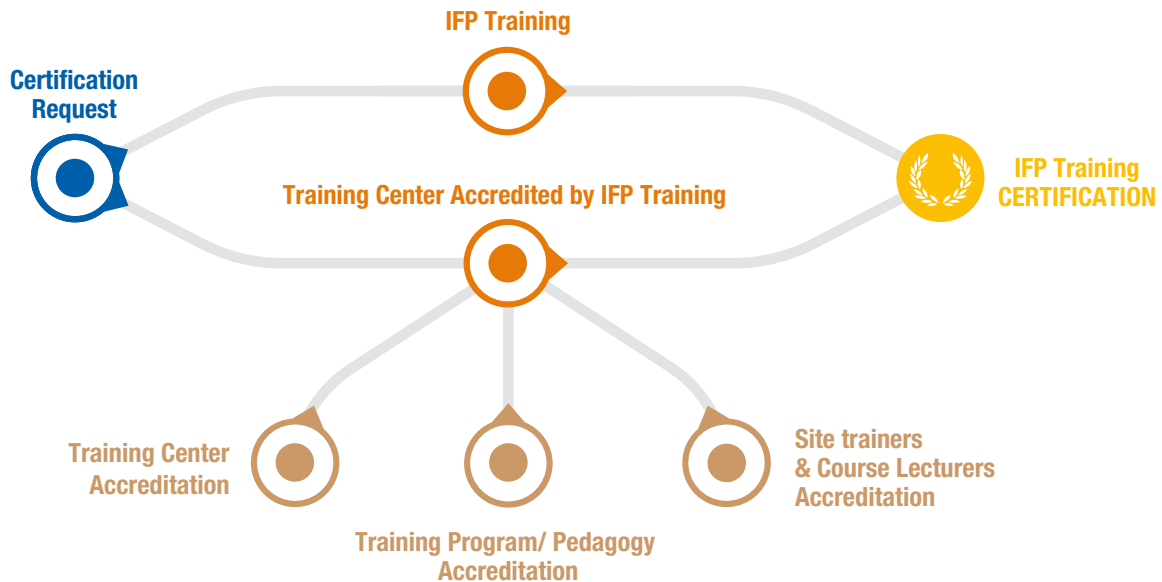 IFP Training
Certification
Request
Training Center Accredited by IFP Training
IFP Training
CERTIFICATION
Training Center
Accreditation
Training Program/ Pedagogy
Accreditation
Site trainers
& Course Lecturers
Accreditation